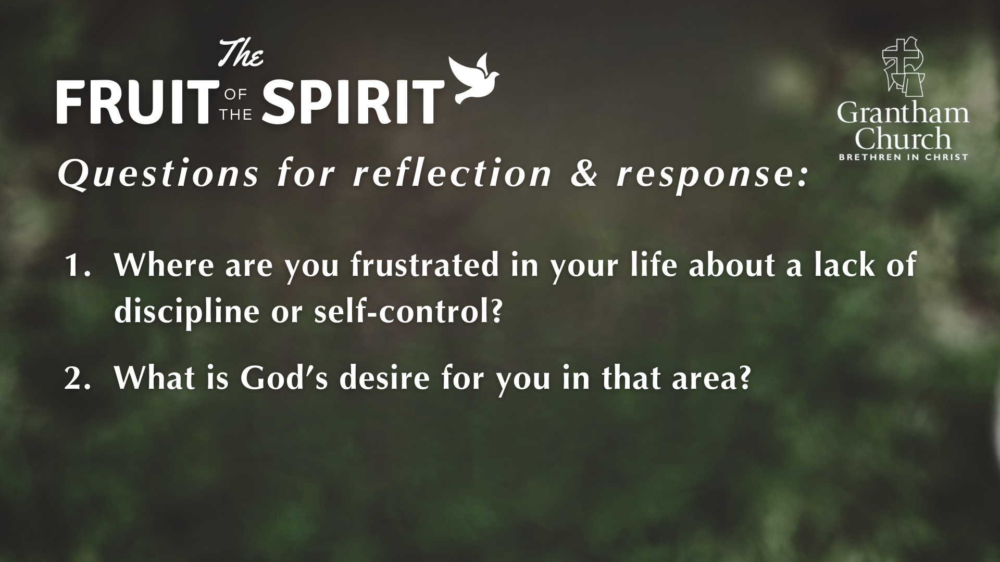 The
FRUIT OF THE SPIRIT
Grantham
Church
BRETHREN IN CHRIST
Questions for reflection & response:
1. Where are you frustrated in your life about a lack of
discipline or self-control?
2. What is God’s desire for you in that area?